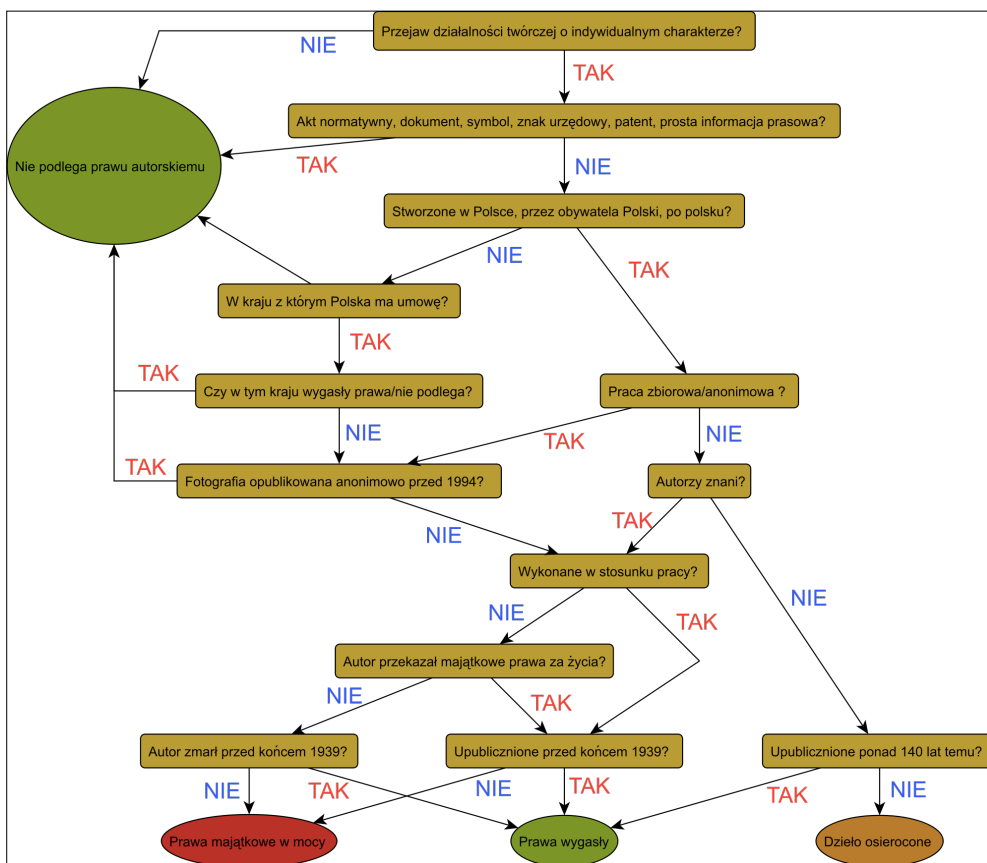 Przejaw działalności twórczej o indywidualnym charakterze?
NIE
TAK
Akt normatywny, dokument, symbol, znak urzędowy, patent, prosta informacja prasowa?
Nie podlega prawu autorskiemu
TAK
NIE
Stworzone w Polsce, przez obywatela Polski, po polsku?
NIE
TAK
W kraju z którym Polska ma umowę?
TAK
TAK
Czy w tym kraju wygasły prawa/nie podlega?
Praca zbiorowa/anonimowa ?
NIE
TAK
NIE
TAK
Fotografia opublikowana anonimowo przed 1994?
Autorzy znani?
NIE
TAK
Wykonane w stosunku pracy?
NIE
NIE
TAK
Autor przekazał majątkowe prawa za życia?
NIE
TAK
Autor zmarł przed końcem 1939?
Upublicznione przed końcem 1939?
Upublicznione ponad 140 lat temu?
NIE
TAK
NIE
TAK
TAK
NIE
Prawa majątkowe w mocy
Prawa wygasły
Dzieło osierocone